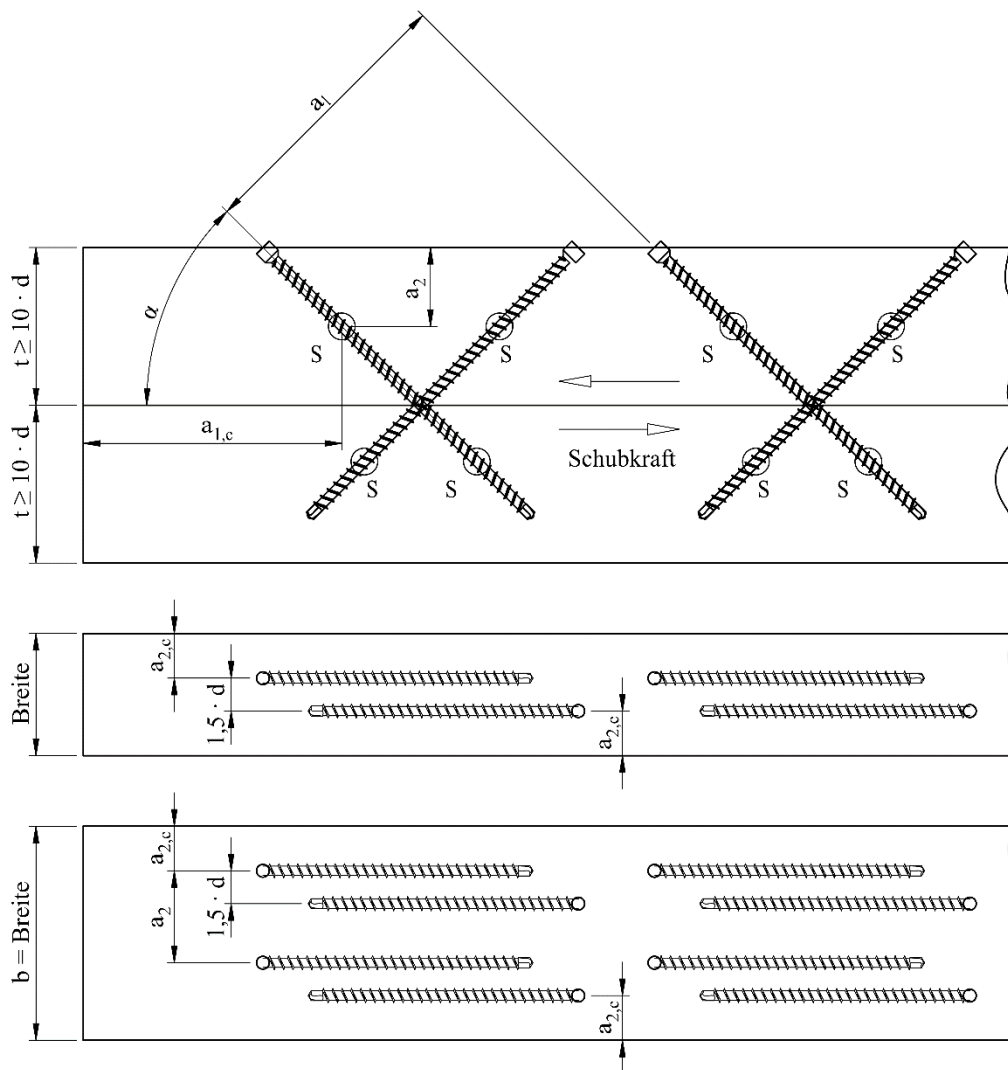 a₁
α
t ≥ 10 · d
a₂
S
S
S
S
a₁,c
Schubkraft
t ≥ 10 · d
S
S
S
S
Breite
a₂,c
1,5 · d
a₂,c
b = Breite
a₂,c
a₂
1,5 · d
a₂,c